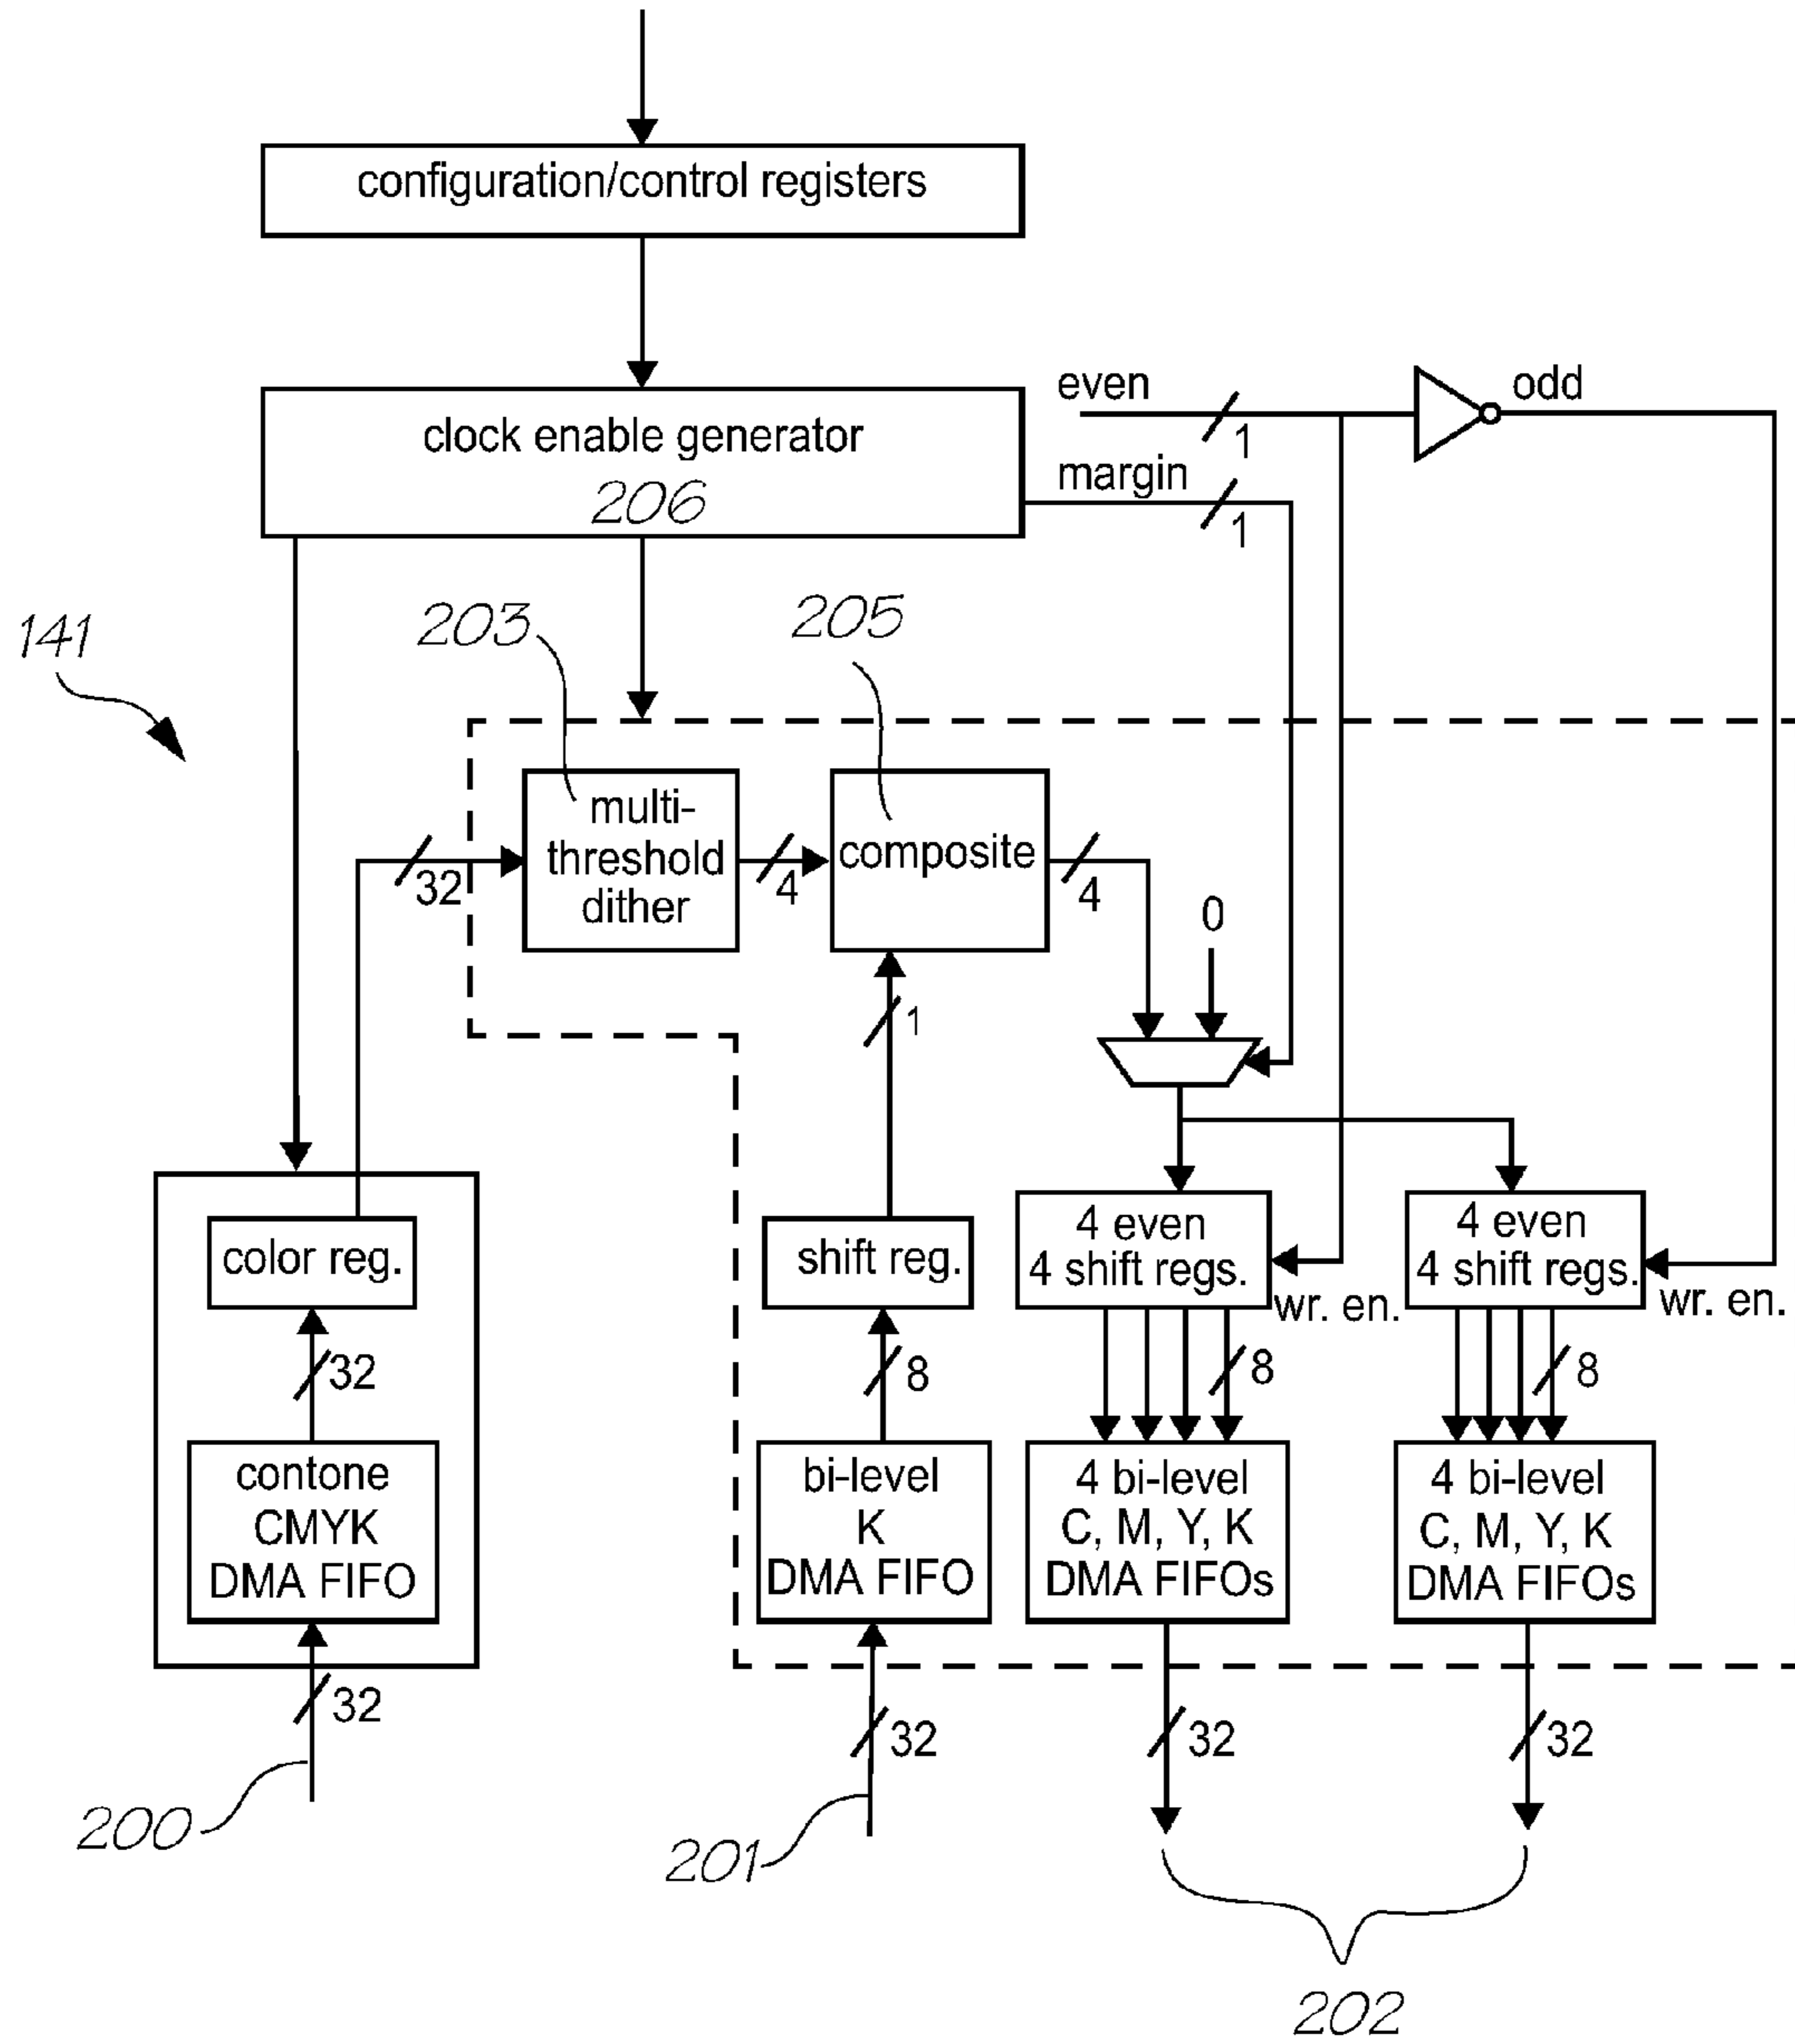 configuration/control registers
even
odd
clock enable generator
1
206
margin
1
203
205
141
multi-
threshold
dither
composite
32
4
4
0
1
4 even
4 shift regs.
4 even
4 shift regs.
color reg.
shift reg.
wr. en.
wr. en.
32
8
8
8
contone
CMYK
DMA FIFO
bi-level
K
DMA FIFO
4 bi-level
C, M, Y, K
DMA FIFOs
4 bi-level
C, M, Y, K
DMA FIFOs
32
32
32
32
200
201
202